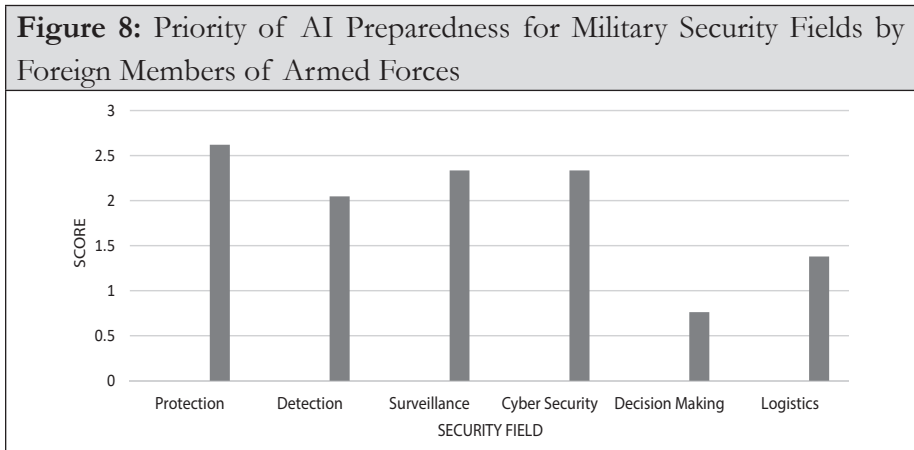 Figure 8: Priority of AI Preparedness for Military Security Fields by
Foreign Members of Armed Forces
3
2.5
2
1.5
1
0.5
0
SCORE
Protection Detection Surveillance Cyber Security Decision Making Logistics
SECURITY FIELD